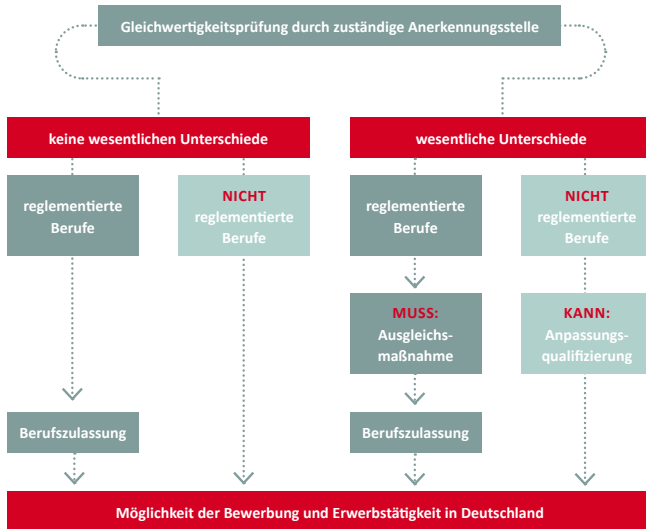 Gleichwertigkeitsprüfung durch zuständige Anerkennungsstelle
keine wesentlichen Unterschiede
wesentliche Unterschiede
reglementierte
Berufe
NICHT
reglementierte
Berufe
reglementierte
Berufe
NICHT
reglementierte
Berufe
MUSS:
Ausgleichs-
maßnahme
KANN:
Anpassungs-
qualifizierung
Berufszulassung
Berufszulassung
Möglichkeit der Bewerbung und Erwerbstätigkeit in Deutschland